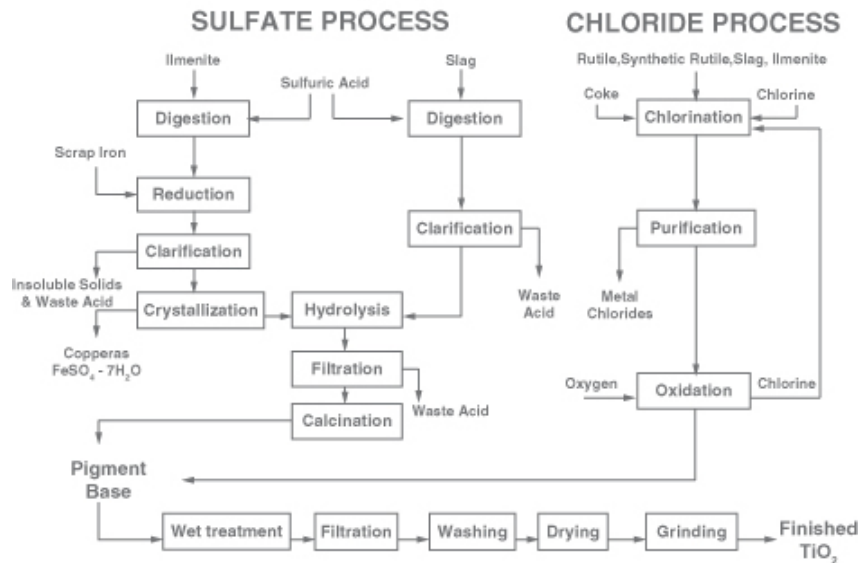 SULFATE PROCESS
CHLORIDE PROCESS
Ilmenite
Slag
Rutile,Synthetic Rutile,Slag, Ilmenite
Sulfuric Acid
Coke
Chlorine
Digestion
Digestion
Chlorination
Scrap Iron
Reduction
Clarification
Purification
Clarification
Insoluble Solids
& Waste Acid
Crystallization
Hydrolysis
Waste
Acid
Metal
Chlorides
Copperas
FeSO₄ - 7H₂O
Filtration
Oxygen
Oxidation
Chlorine
Calcination
Waste Acid
Pigment
Base
Wet treatment
Filtration
Washing
Drying
Grinding
Finished
TiO₂